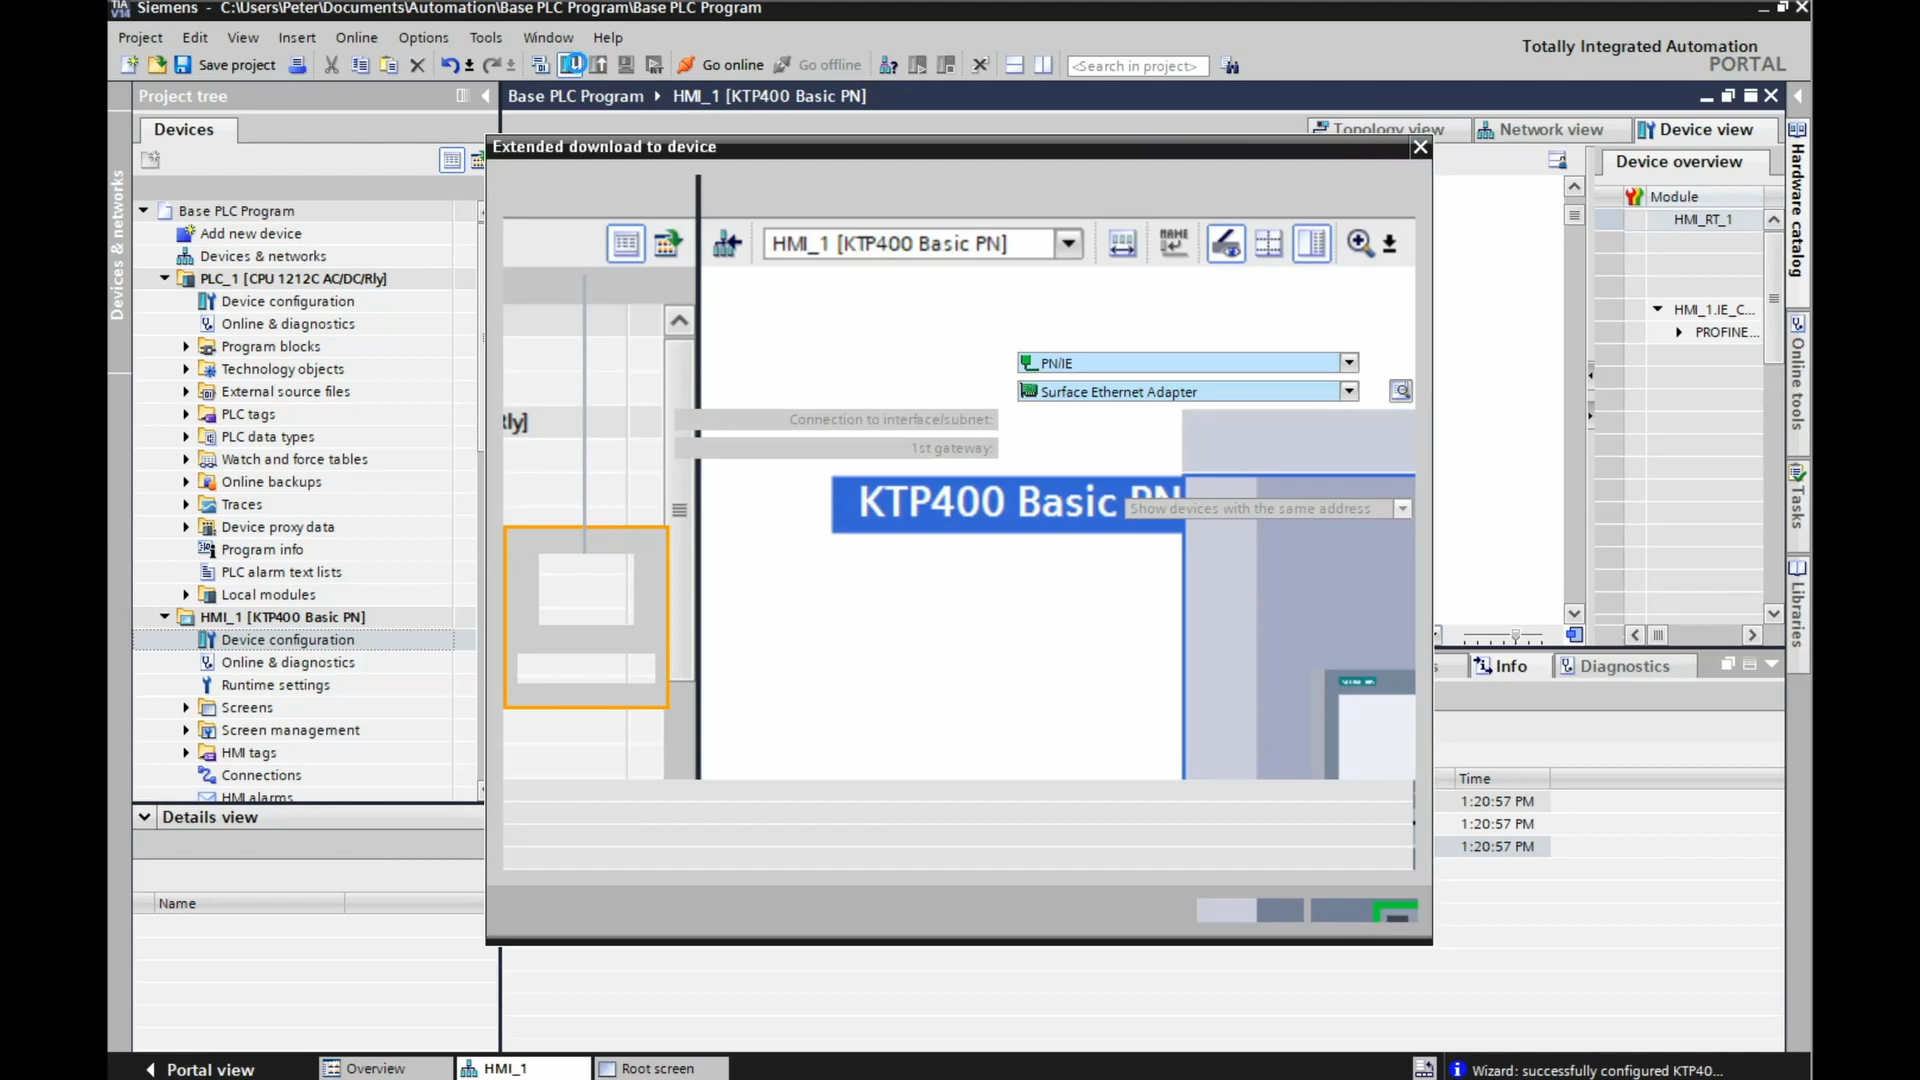 TIA
V14
Siemens - C:\Users\Peter\Documents\Automation\Base PLC Program\Base PLC Program
Project Edit View Insert Online Options Tools Window Help
Totally Integrated Automation
PORTAL
Save project
Go online
Go offline
<Search in project>
Project tree
Base PLC Program HMI_1 [KTP400 Basic PN]
Devices
Topology view
Network view
Device view
Extended download to device
Device overview
Module
HMI_RT_1
HMI_1.IE_C...
PROFINE...
Devices & networks
Base PLC Program
Add new device
Devices & networks
PLC_1 [CPU 1212C AC/DC/Rly]
Device configuration
Online & diagnostics
Program blocks
Technology objects
External source files
PLC tags
PLC data types
Watch and force tables
Online backups
Traces
Device proxy data
Program info
PLC alarm text lists
Local modules
HMI_1 [KTP400 Basic PN]
Device configuration
Online & diagnostics
Runtime settings
Screens
Screen management
HMI tags
Connections
HMI alarms
HMI_1 [KTP400 Basic PN]
NAME
PN/IE
Surface Ethernet Adapter
Rly]
Connection to interface/subnet:
1st gateway:
KTP400 Basic PN
Show devices with the same address
Hardware catalog
Online tools
Tasks
Libraries
Info
Diagnostics
Time
1:20:57 PM
1:20:57 PM
1:20:57 PM
Details view
Name
Portal view
Overview
HMI_1
Root screen
Wizard: successfully configured KTP40...